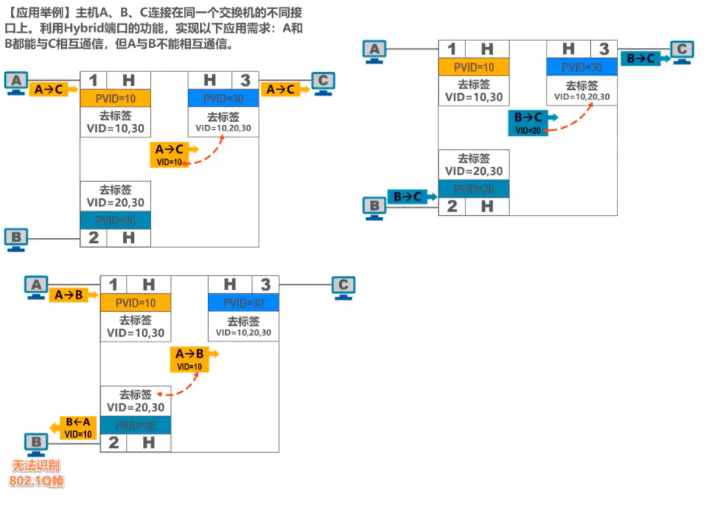 【应用举例】主机A、B、C连接在同一个交换机的不同接
口上。利用Hybrid端口的功能，实现以下应用需求：A和
B都能与C相互通信，但A与B不能相互通信。
A
A→C
1 H
PVID=10
去标签
VID=10,30
H 3
PVID=30
去标签
VID=10,20,30
A→C
C
A→C
VID=10
去标签
VID=20,30
PVID=20
2 H
B
A
1 H
PVID=10
去标签
VID=10,30
H 3
PVID=30
去标签
VID=10,20,30
B→C
C
B→C
VID=20
去标签
VID=20,30
PVID=20
2 H
B→C
B
A
A→B
1 H
PVID=10
去标签
VID=10,30
H 3
PVID=30
去标签
VID=10,20,30
C
A→B
VID=10
去标签
VID=20,30
PVID=20
2 H
B←A
VID=10
B
无法识别
802.1Q帧